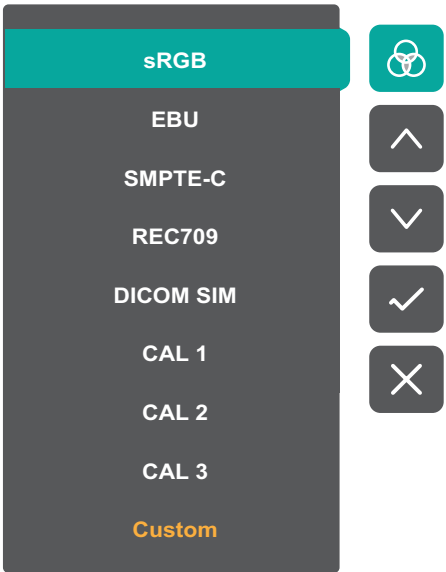 sRGB
EBU
SMPTE-C
REC709
DICOM SIM
CAL 1
CAL 2
CAL 3
Custom